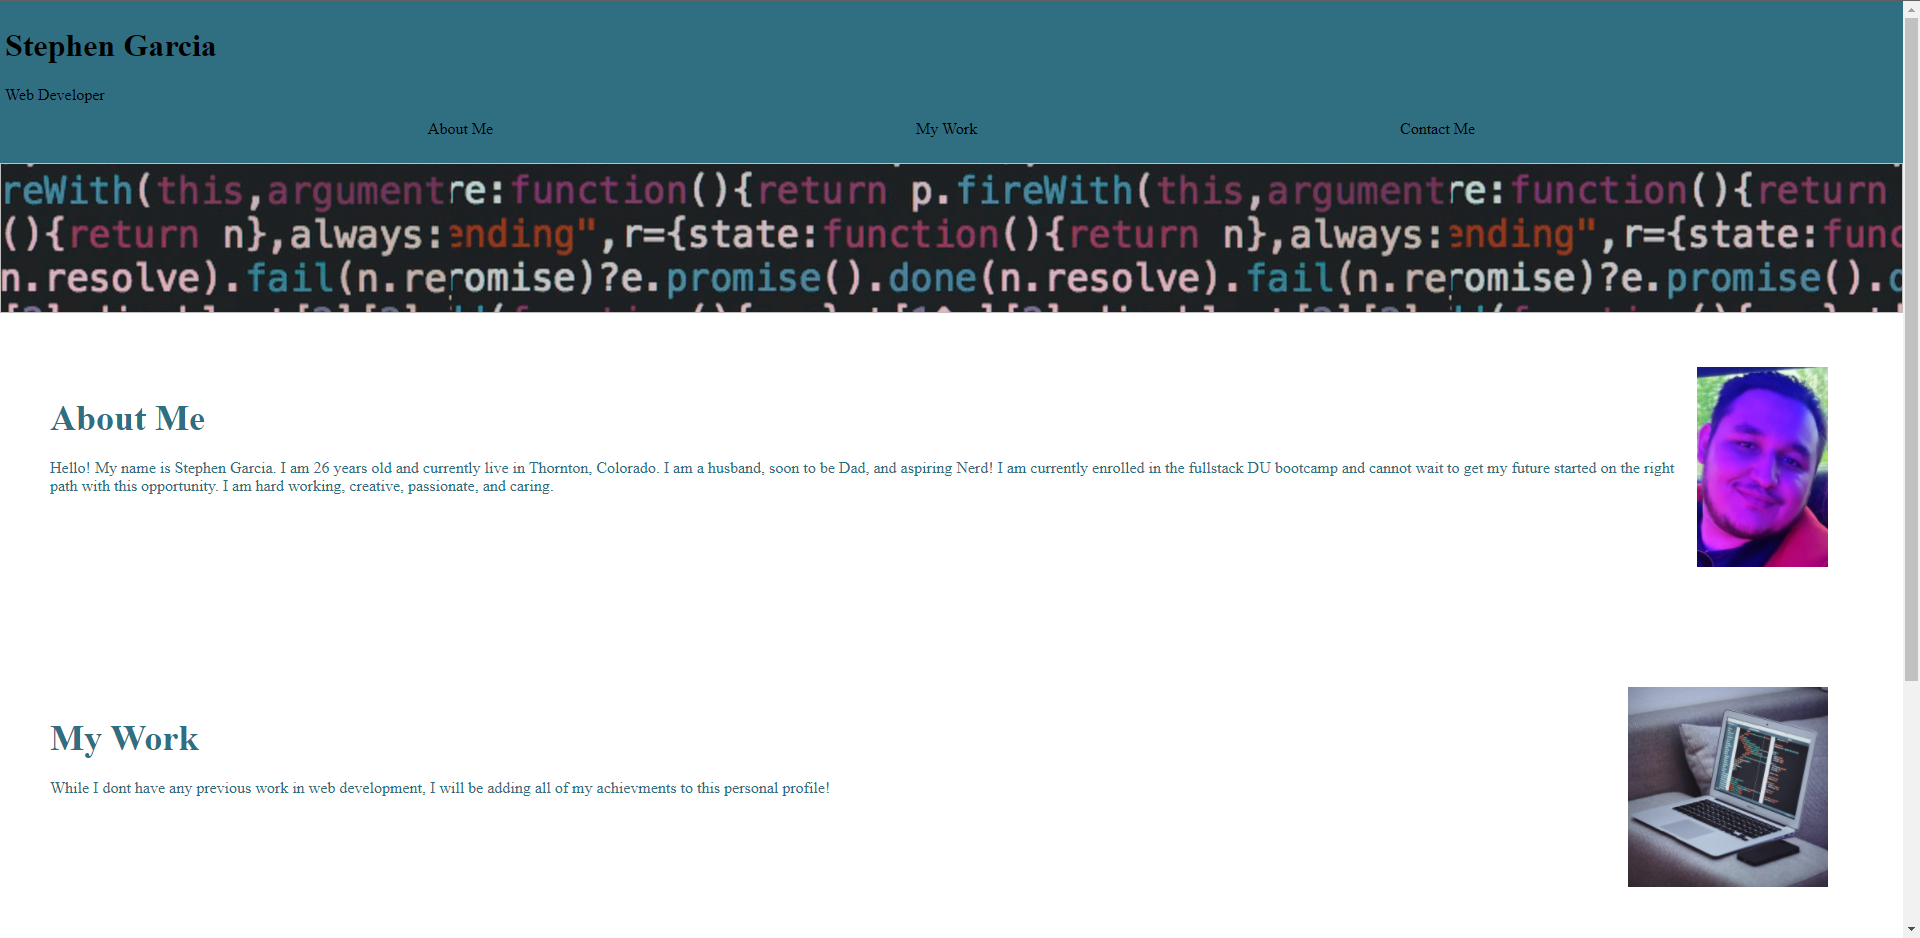 Stephen Garcia
Web Developer
About Me My Work Contact Me
reWith(this,argumentre:function(){return p.fireWith(this,argumentre:function(){return
(){return n},always:ending",r={state:function(){return n},always:ending",r={state:func
n.resolve).fail(n.reromise)?e.promise().done(n.resolve).fail(n.reromise)?e.promise().d
About Me
Hello! My name is Stephen Garcia. I am 26 years old and currently live in Thornton, Colorado. I am a husband, soon to be Dad, and aspiring Nerd! I am currently enrolled in the fullstack DU bootcamp and cannot wait to get my future started on the right
path with this opportunity. I am hard working, creative, passionate, and caring.
My Work
While I dont have any previous work in web development, I will be adding all of my achievments to this personal profile!